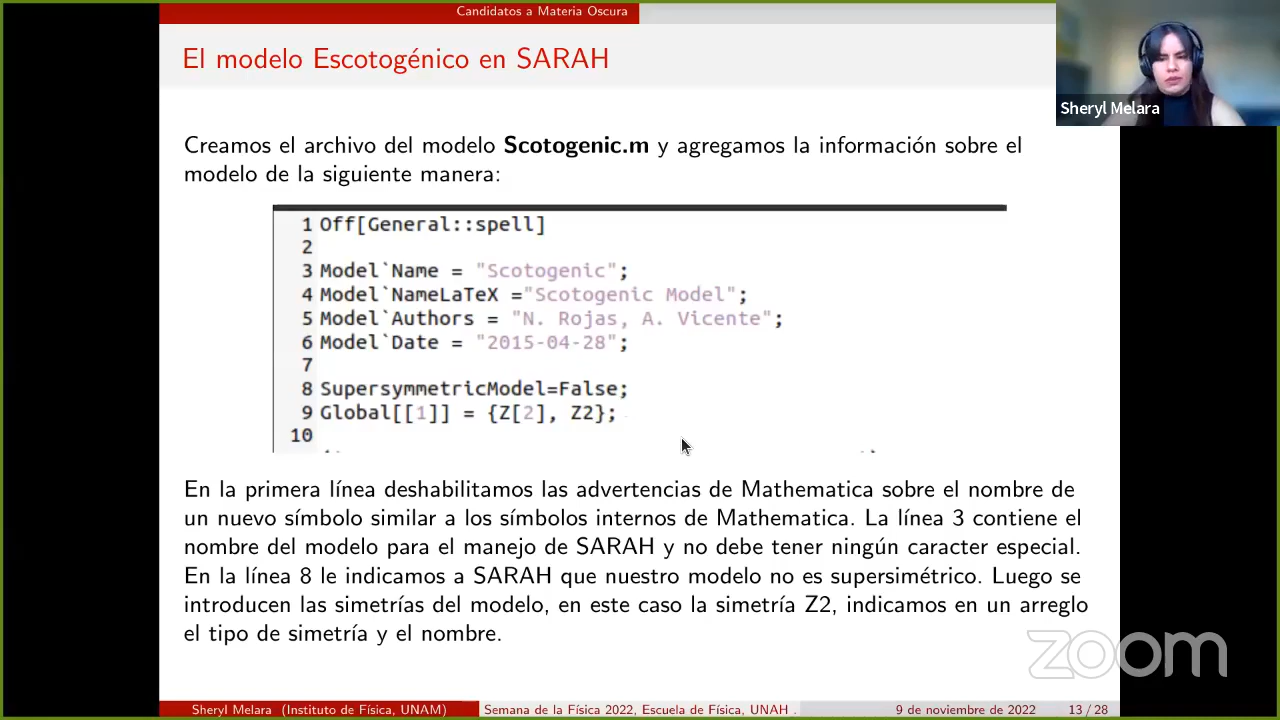 Candidatos a Materia Oscura
El modelo Escotogénico en SARAH
Sheryl Melara
Creamos el archivo del modelo Scotogenic.m y agregamos la información sobre el
modelo de la siguiente manera:
1 Off[General::spell]
2
3 Model`Name = "Scotogenic";
4 Model`NameLaTeX ="Scotogenic Model";
5 Model`Authors = "N. Rojas, A. Vicente";
6 Model`Date = "2015-04-28";
7
8 SupersymmetricModel=False;
9 Global[[1]] = {Z[2], Z2};
10
En la primera línea deshabilitamos las advertencias de Mathematica sobre el nombre de
un nuevo símbolo similar a los símbolos internos de Mathematica. La línea 3 contiene el
nombre del modelo para el manejo de SARAH y no debe tener ningún caracter especial.
En la línea 8 le indicamos a SARAH que nuestro modelo no es supersimétrico. Luego se
introducen las simetrías del modelo, en este caso la simetría Z2, indicamos en un arreglo
el tipo de simetría y el nombre.
zoom
Sheryl Melara (Instituto de Física, UNAM) Semana de la Física 2022, Escuela de Física, UNAH . 9 de noviembre de 2022 13 / 28